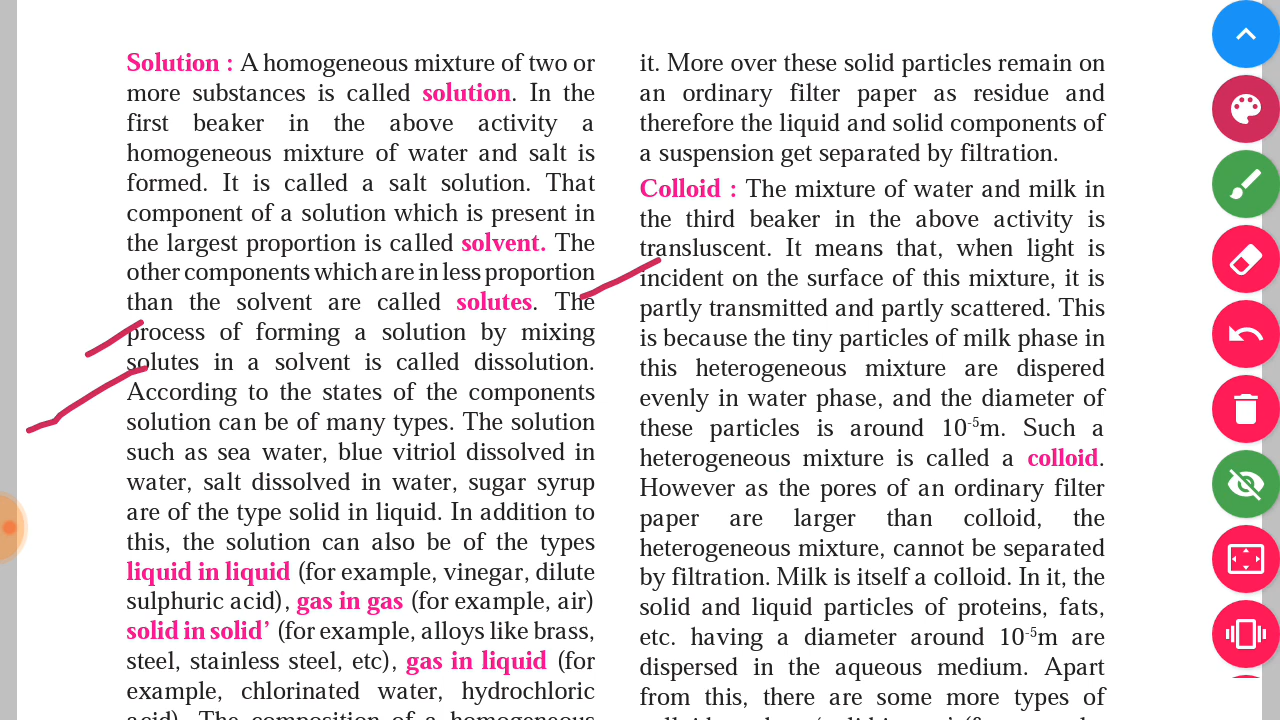 Solution : A homogeneous mixture of two or
more substances is called solution. In the
first beaker in the above activity a
homogeneous mixture of water and salt is
formed. It is called a salt solution. That
component of a solution which is present in
the largest proportion is called solvent. The
other components which are in less proportion
than the solvent are called solutes. The
process of forming a solution by mixing
solutes in a solvent is called dissolution.
According to the states of the components
solution can be of many types. The solution
such as sea water, blue vitriol dissolved in
water, salt dissolved in water, sugar syrup
are of the type solid in liquid. In addition to
this, the solution can also be of the types
liquid in liquid (for example, vinegar, dilute
sulphuric acid), gas in gas (for example, air)
solid in solid’ (for example, alloys like brass,
steel, stainless steel, etc), gas in liquid (for
example, chlorinated water, hydrochloric
acid). The composition of a homogeneous
it. More over these solid particles remain on
an ordinary filter paper as residue and
therefore the liquid and solid components of
a suspension get separated by filtration.
Colloid : The mixture of water and milk in
the third beaker in the above activity is
transluscent. It means that, when light is
incident on the surface of this mixture, it is
partly transmitted and partly scattered. This
is because the tiny particles of milk phase in
this heterogeneous mixture are dispered
evenly in water phase, and the diameter of
these particles is around 10⁻⁵m. Such a
heterogeneous mixture is called a colloid.
However as the pores of an ordinary filter
paper are larger than colloid, the
heterogeneous mixture, cannot be separated
by filtration. Milk is itself a colloid. In it, the
solid and liquid particles of proteins, fats,
etc. having a diameter around 10⁻⁵m are
dispersed in the aqueous medium. Apart
from this, there are some more types of